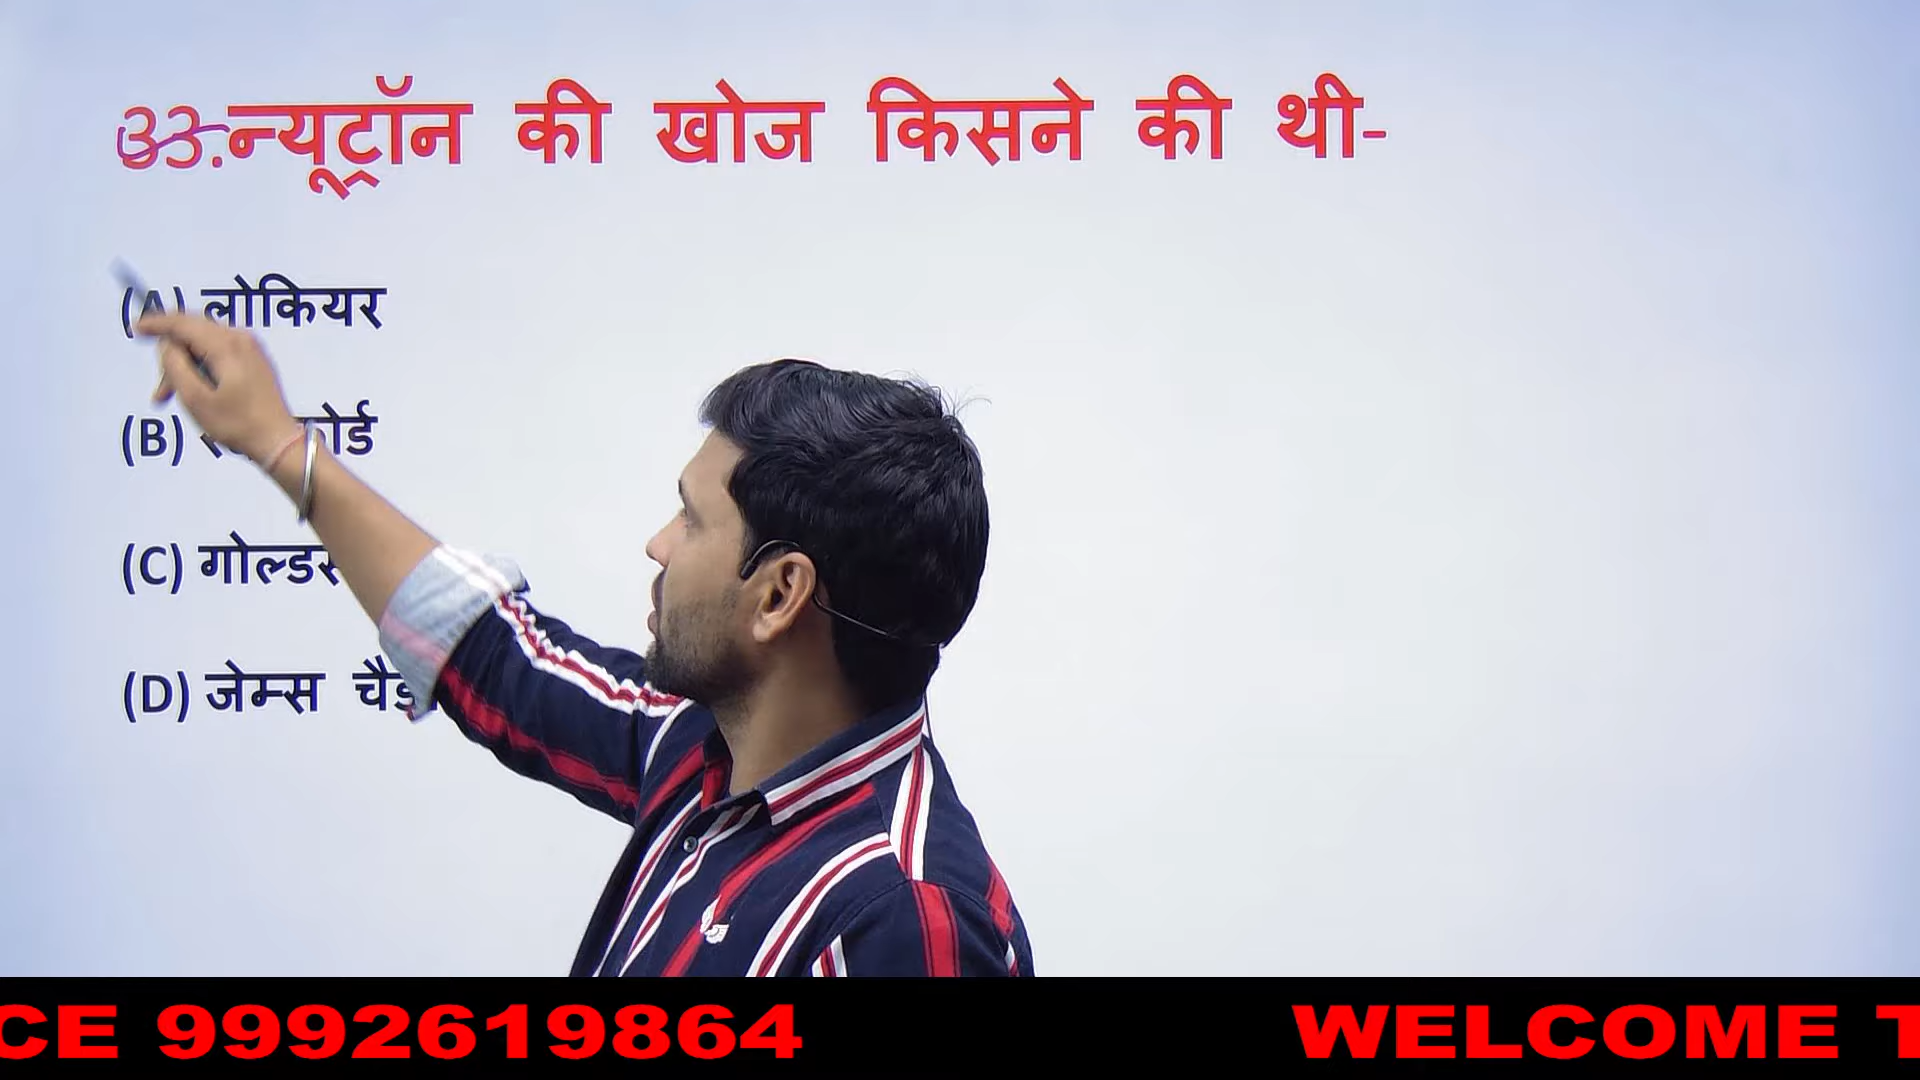 33.न्यूट्रॉन की खोज किसने की थी-
(A) लोकियर
(B)
(C)
(D) जेम्स
CE 9992619864 WELCOME T